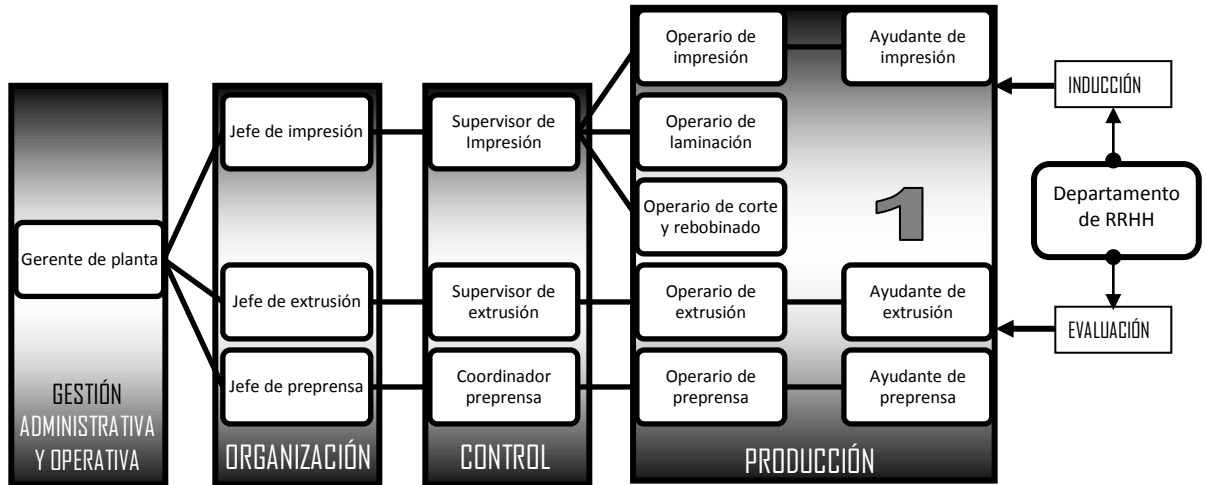 Gerente de planta
GESTIÓN
ADMINISTRATIVA
Y OPERATIVA
Jefe de impresión
Jefe de extrusión
Jefe de preprensa
ORGANIZACIÓN
Supervisor de
Impresión
Supervisor de
extrusión
Coordinador
preprensa
CONTROL
Operario de
impresión
Ayudante de
impresión
Operario de
laminación
Operario de corte
y rebobinado
1
Operario de
extrusión
Ayudante de
extrusión
Operario de
preprensa
Ayudante de
preprensa
PRODUCCIÓN
INDUCCIÓN
Departamento
de RRHH
EVALUACIÓN